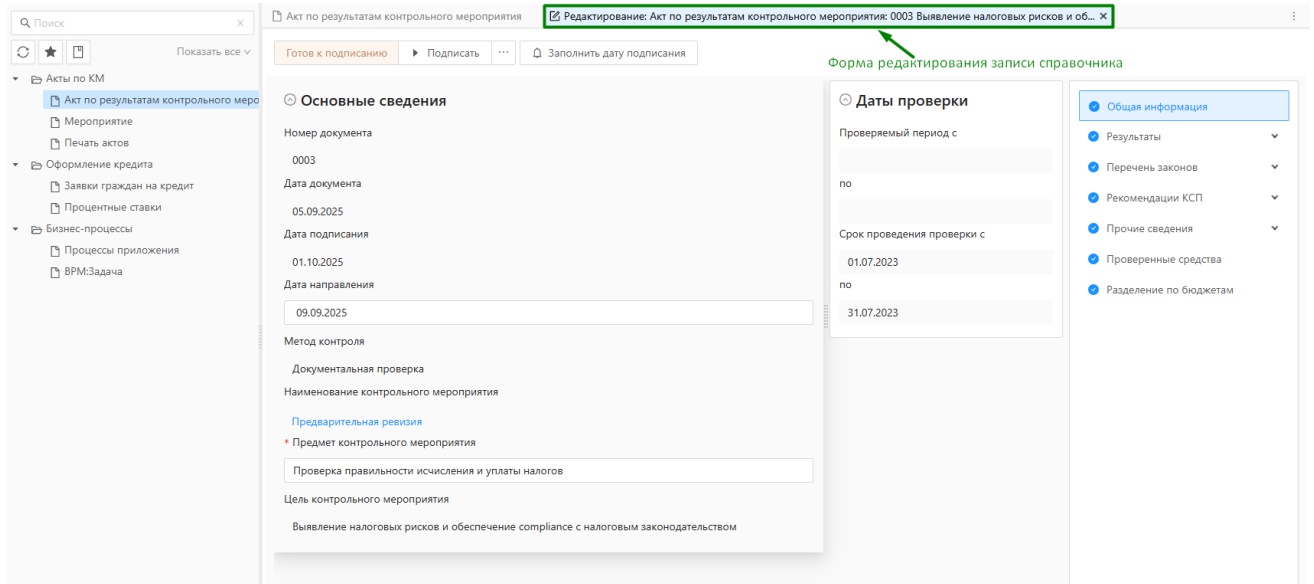 Поиск
Показать все
Акты по КМ
Акт по результатам контрольного меро
Мероприятие
Печать актов
Оформление кредита
Заявки граждан на кредит
Процентные ставки
Бизнес-процессы
Процессы приложения
BPM:Задача
Акт по результатам контрольного мероприятия
Редактирование: Акт по результатам контрольного мероприятия: 0003 Выявление налоговых рисков и об...
Готов к подписанию
Подписать
...
Заполнить дату подписания
Форма редактирования записи справочника
Основные сведения
Номер документа
0003
Дата документа
05.09.2025
Дата подписания
01.10.2025
Дата направления
09.09.2025
Метод контроля
Документальная проверка
Наименование контрольного мероприятия
Предварительная ревизия
* Предмет контрольного мероприятия
Проверка правильности исчисления и уплаты налогов
Цель контрольного мероприятия
Выявление налоговых рисков и обеспечение compliance с налоговым законодательством
Даты проверки
Проверяемый период с
по
Срок проведения проверки с
01.07.2023
по
31.07.2023
Общая информация
Результаты
Перечень законов
Рекомендации КСП
Прочие сведения
Проверенные средства
Разделение по бюджетам